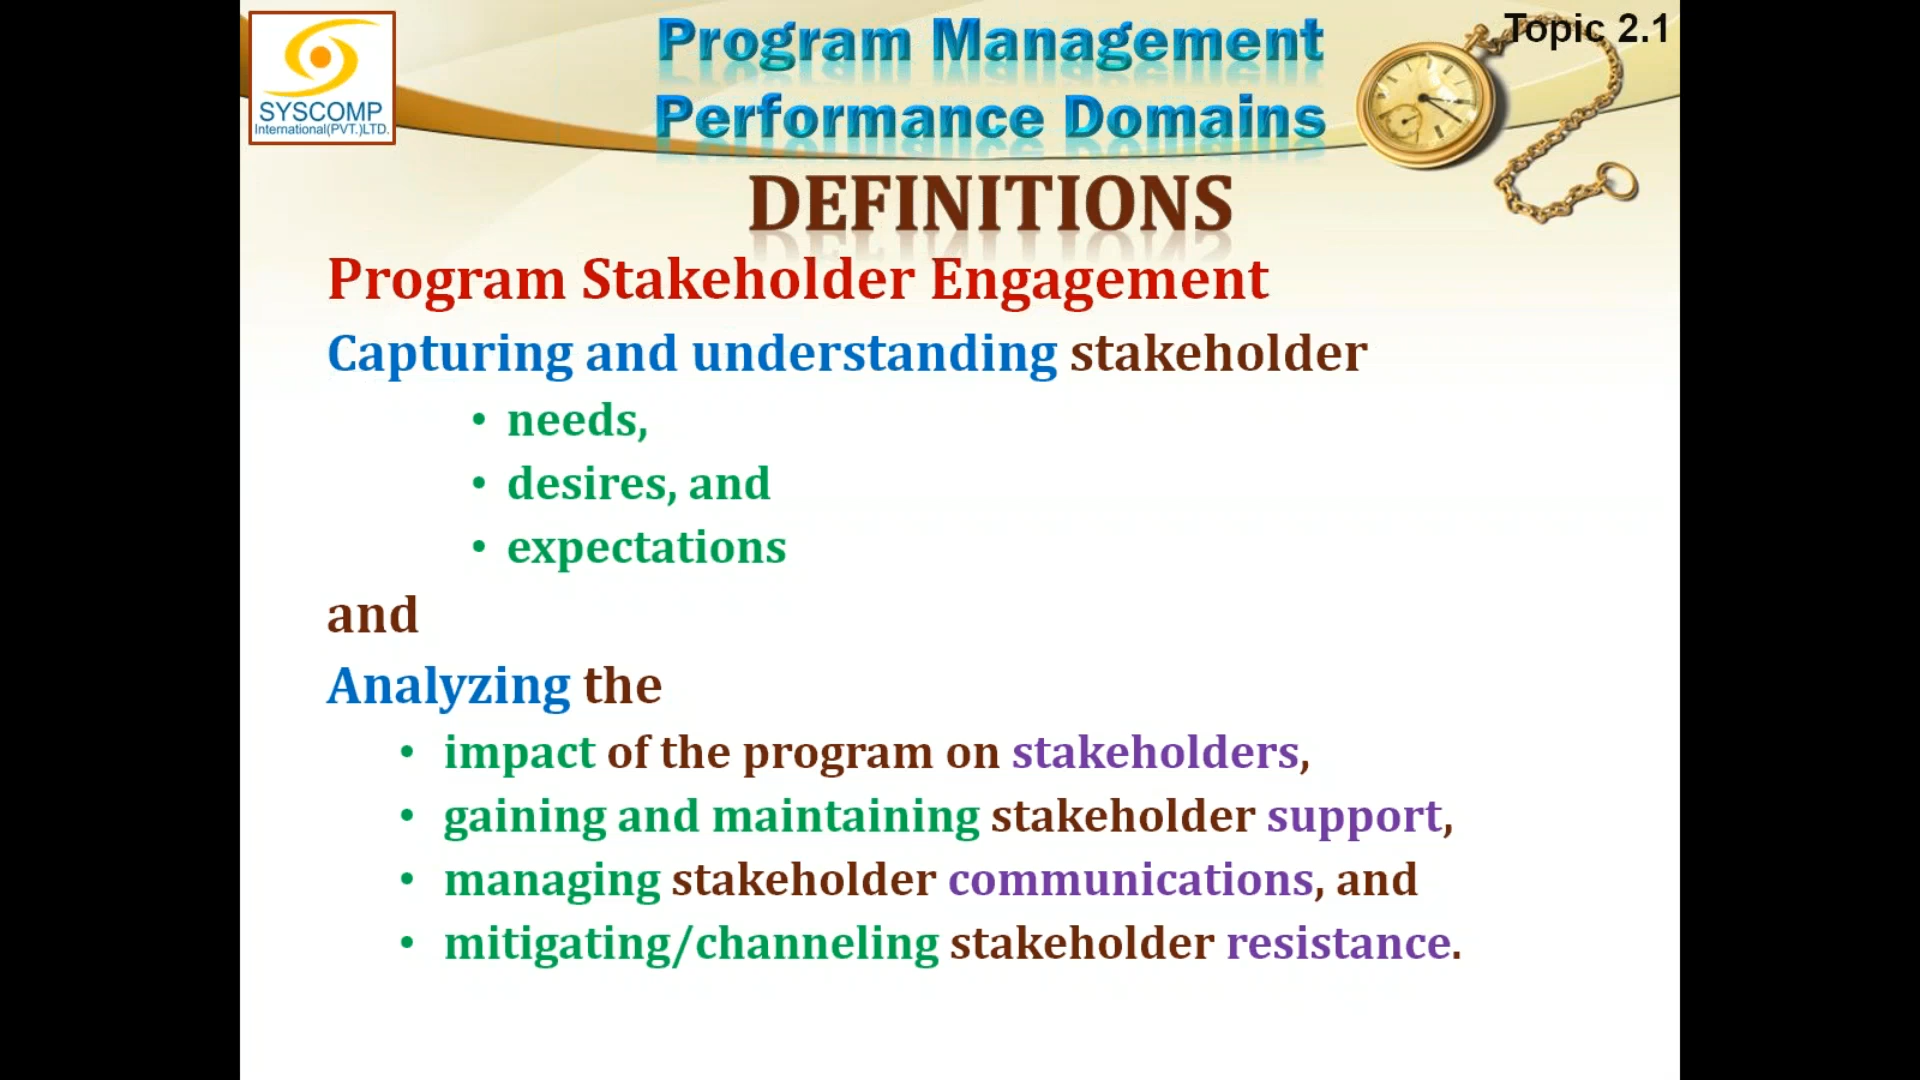 SYSCOMP
International(PVT.)LTD.
Topic 2.1
Program Management
Performance Domains
DEFINITIONS
Program Stakeholder Engagement
Capturing and understanding stakeholder
• needs,
• desires, and
• expectations
and
Analyzing the
• impact of the program on stakeholders,
• gaining and maintaining stakeholder support,
• managing stakeholder communications, and
• mitigating/channeling stakeholder resistance.